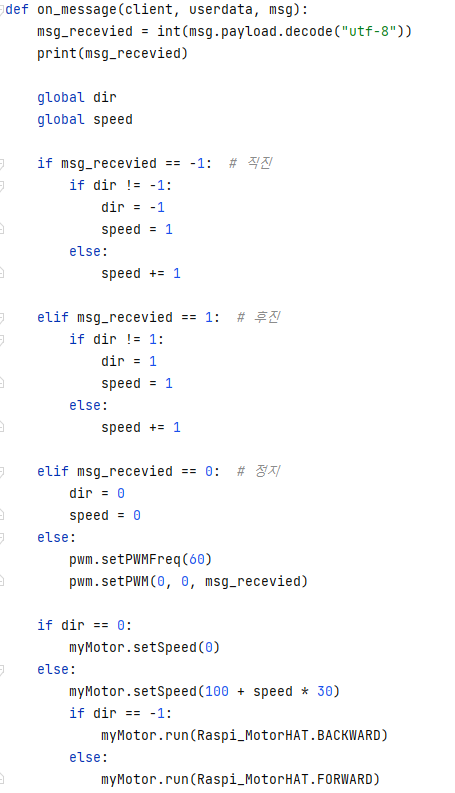 def on_message(client, userdata, msg):
    msg_recevied = int(msg.payload.decode("utf-8"))
    print(msg_recevied)

    global dir
    global speed

    if msg_recevied == -1:  # 직진
        if dir != -1:
            dir = -1
            speed = 1
        else:
            speed += 1

    elif msg_recevied == 1:  # 후진
        if dir != 1:
            dir = 1
            speed = 1
        else:
            speed += 1

    elif msg_recevied == 0:  # 정지
        dir = 0
        speed = 0
    else:
        pwm.setPWMFreq(60)
        pwm.setPWM(0, 0, msg_recevied)

    if dir == 0:
        myMotor.setSpeed(0)
    else:
        myMotor.setSpeed(100 + speed * 30)
        if dir == -1:
            myMotor.run(Raspi_MotorHAT.BACKWARD)
        else:
            myMotor.run(Raspi_MotorHAT.FORWARD)